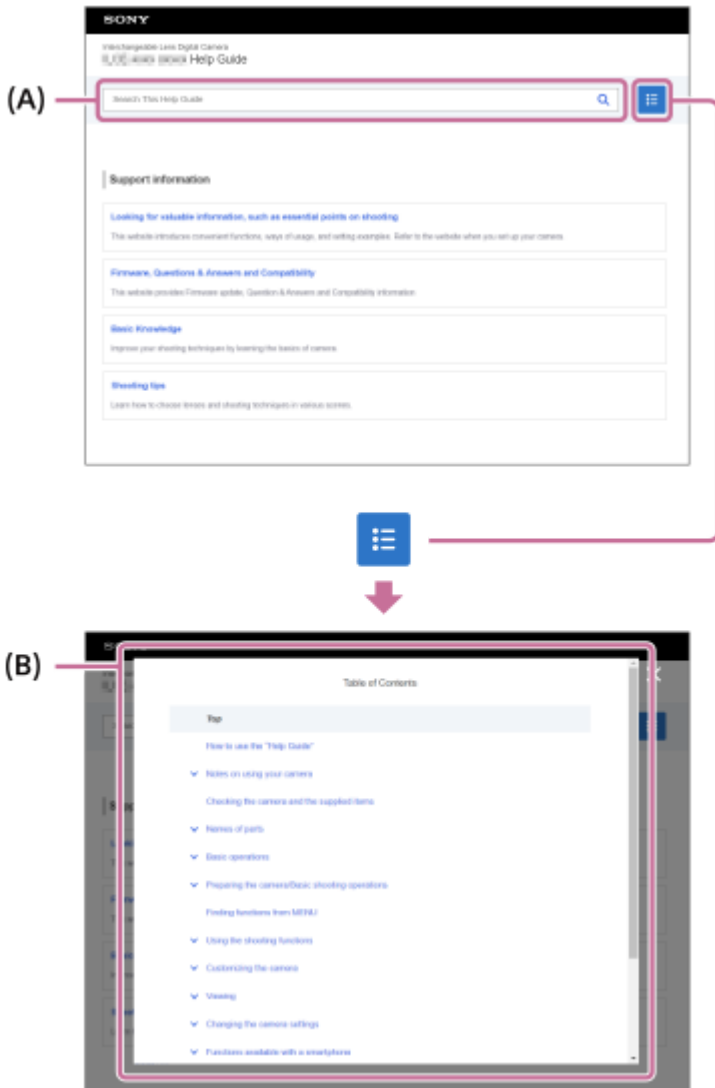 SONY
Interchangeable Lens Digital Camera
Help Guide
(A)
Search This Help Guide
Support information
Looking for valuable information, such as essential points on shooting
This website introduces convenient functions, ways of usage, and setting examples. Refer to the website when you set up your camera.
Firmware, Questions & Answers and Compatibility
This website provides Firmware update, Question & Answers and Compatibility information
Basic Knowledge
Improve your shooting techniques by learning the basics of camera.
Shooting tips
Learn how to choose lenses and shooting techniques in various scenes.
(B)
Table of Contents
Top
How to use the "Help Guide"
Notes on using your camera
Checking the camera and the supplied items
Names of parts
Basic operations
Preparing the camera/Basic shooting operations
Finding functions from MENU
Using the shooting functions
Customizing the camera
Viewing
Changing the camera settings
Functions available with a smartphone